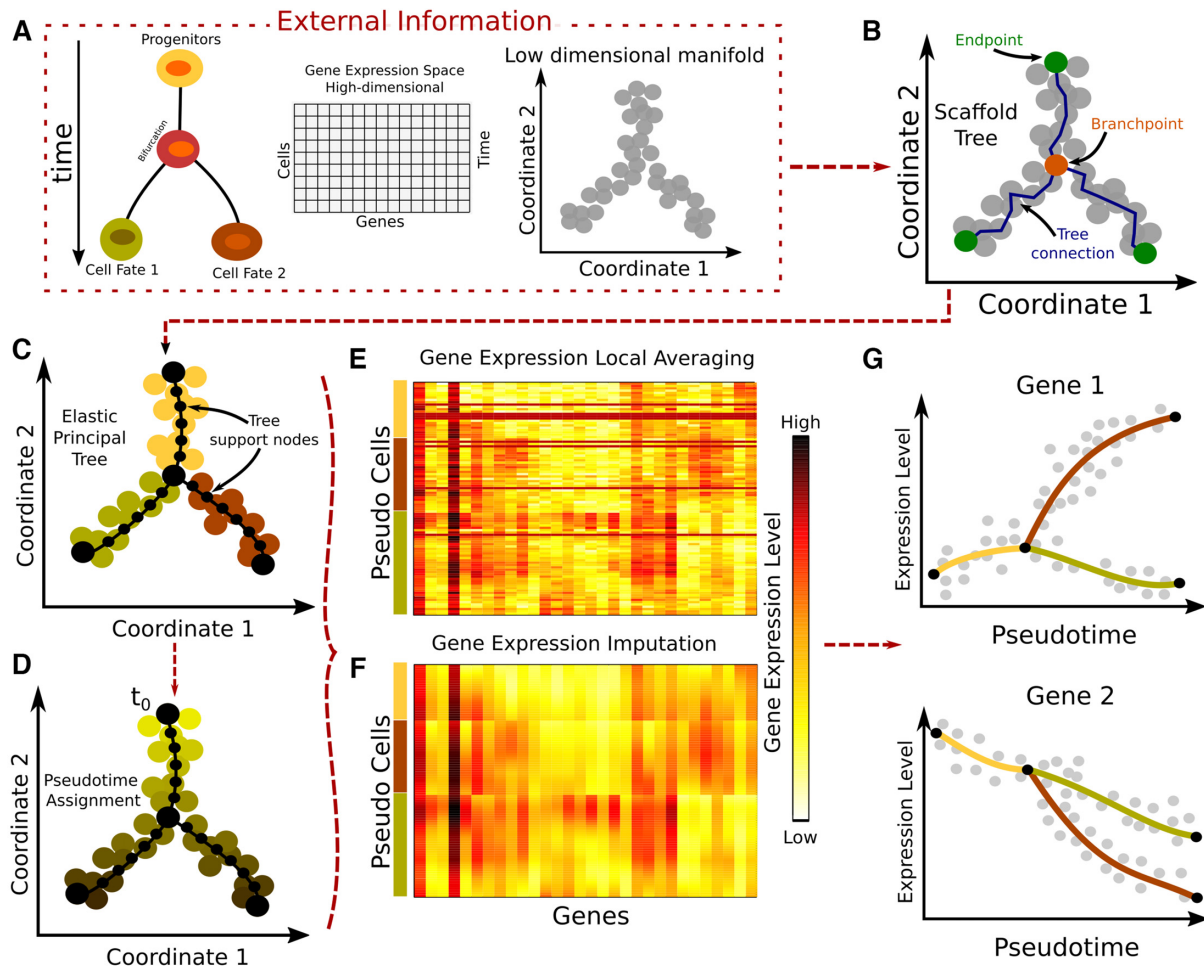 A
External Information
Progenitors
time
Bifurcation
Cell Fate 1
Cell Fate 2
Gene Expression Space
High-dimensional
Cells
Time
Genes
Low dimensional manifold
Coordinate 2
Coordinate 1
B
Endpoint
Scaffold
Tree
Branchpoint
Tree
connection
Coordinate 2
Coordinate 1
C
Elastic
Principal
Tree
Tree
support nodes
Coordinate 2
Coordinate 1
D
t0
Pseudotime
Assignment
Coordinate 2
Coordinate 1
E
Gene Expression Local Averaging
Pseudo Cells
F
Gene Expression Imputation
Pseudo Cells
Genes
High
Gene Expression Level
Low
G
Gene 1
Expression Level
Pseudotime
Gene 2
Expression Level
Pseudotime